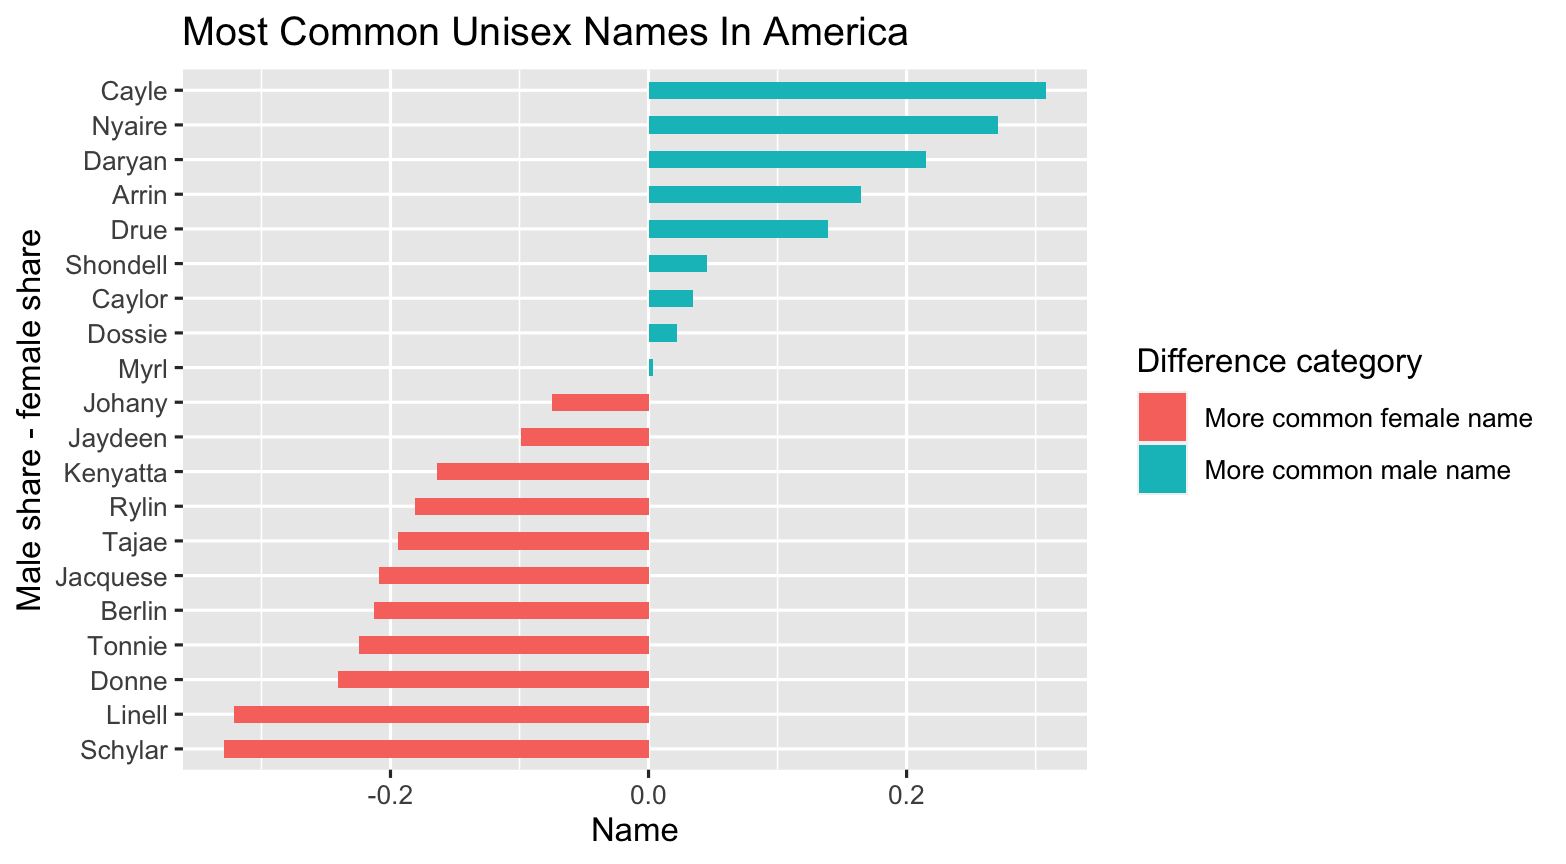 Most Common Unisex Names In America
Male share - female share
Cayle
Nyaire
Daryan
Arrin
Drue
Shondell
Caylor
Dossie
Myrl
Johany
Jaydeen
Kenyatta
Rylin
Tajae
Jacquese
Berlin
Tonnie
Donne
Linell
Schylar
-0.2
0.0
0.2
Name
Difference category
More common female name
More common male name